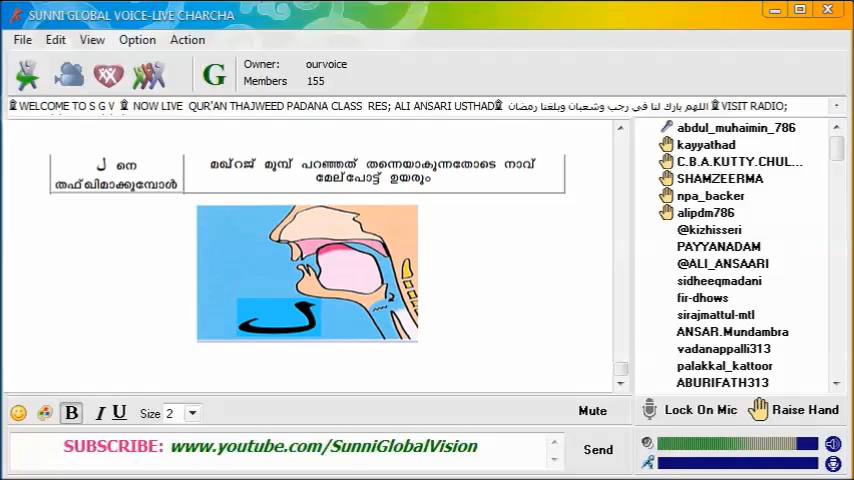 SUNNI GLOBAL VOICE-LIVE CHARCHA
File Edit View Option Action
G
Owner: ourvoice
Members 155
WELCOME TO S G V NOW LIVE QUR'AN THAJWEED PADANA CLASS RES; ALI ANSARI USTHAD اللهم بارك لنا في رجب وشعبان وبلغنا رمضان VISIT RADIO;
ل നെ
തഫ്ഖിമാക്കുമ്പോൾ
മഖ്റജ് മുമ്പ് പറഞ്ഞത് തന്നെയാകുന്നതോടെ നാവ്
മേല്പോട്ട് ഉയരും
ل
abdul_muhaimin_786
kayyathad
C.B.A.KUTTY.CHUL...
SHAMZEERMA
npa_backer
alipdm786
@kizhisseri
PAYYANADAM
@ALI_ANSAARI
sidheeqmadani
fir-dhows
sirajmattul-mtl
ANSAR.Mundambra
vadanappalli313
palakkal_kattoor
ABURIFATH313
B I U Size 2
Mute
Lock On Mic Raise Hand
SUBSCRIBE: www.youtube.com/SunniGlobalVision
Send